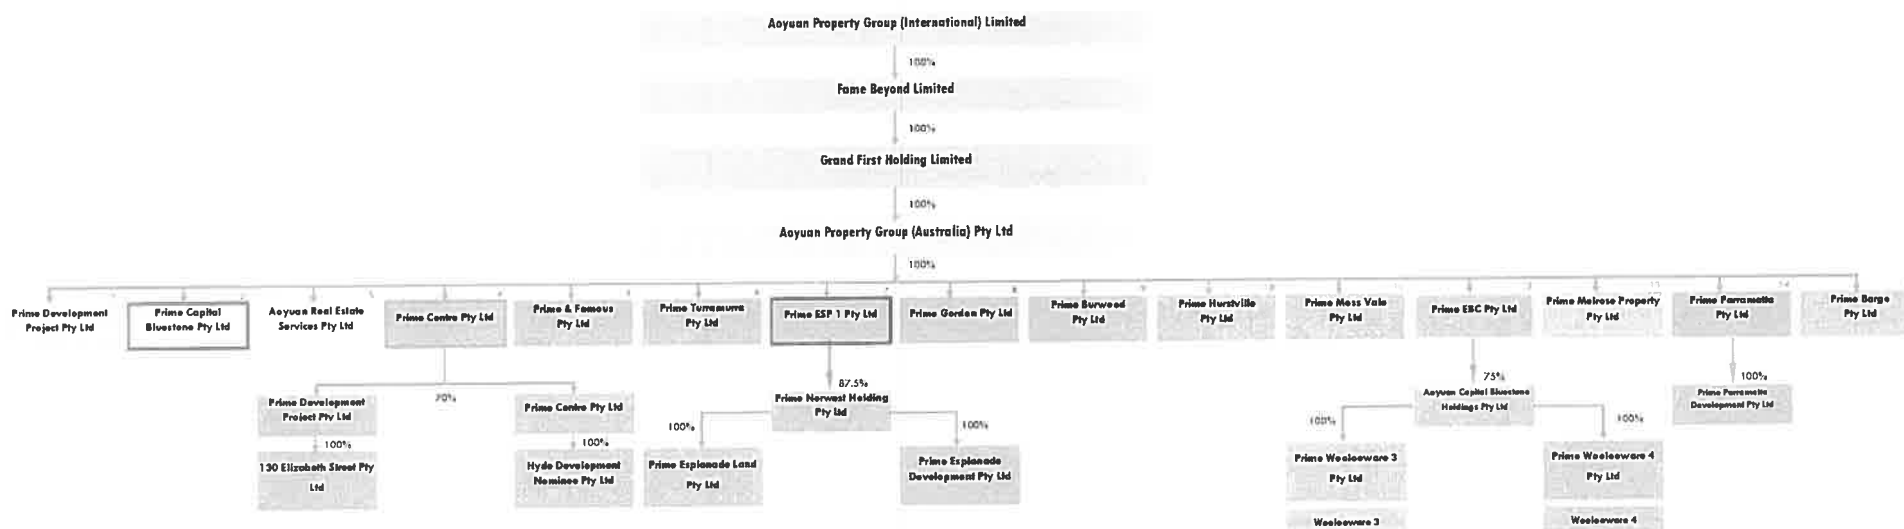 Aoyuan Property Group (International) Limited
100%
Fame Beyond Limited
100%
Grand First Holding Limited
100%
Aoyuan Property Group (Australia) Pty Ltd
100%
Prime Development
Project Pty Ltd
Prime Capital
Bluestone Pty Ltd
Aoyuan Real Estate
Services Pty Ltd
Prime Centre Pty Ltd
Prime & Famous
Pty Ltd
Prime Turramurra
Pty Ltd
Prime ESP 1 Pty Ltd
Prime Gordon Pty Ltd
Prime Burwood
Pty Ltd
Prime Hurstville
Pty Ltd
Prime Moss Vale
Pty Ltd
Prime EBC Pty Ltd
Prime Melrose Property
Pty Ltd
Prime Parramatta
Pty Ltd
Prime Bargo
Pty Ltd
70%
87.5%
75%
100%
Prime Development
Project Pty Ltd
Prime Centre Pty Ltd
Prime Norwest Holding
Pty Ltd
Aoyuan Capital Bluestone
Holdings Pty Ltd
Prime Parramatta
Development Pty Ltd
100%
100%
100%
100%
100%
100%
130 Elizabeth Street Pty
Ltd
Hyde Development
Nominee Pty Ltd
Prime Esplanade Land
Pty Ltd
Prime Esplanade
Development Pty Ltd
Prime Woolooware 3
Pty Ltd
Prime Woolooware 4
Pty Ltd
Woolooware 3
Woolooware 4